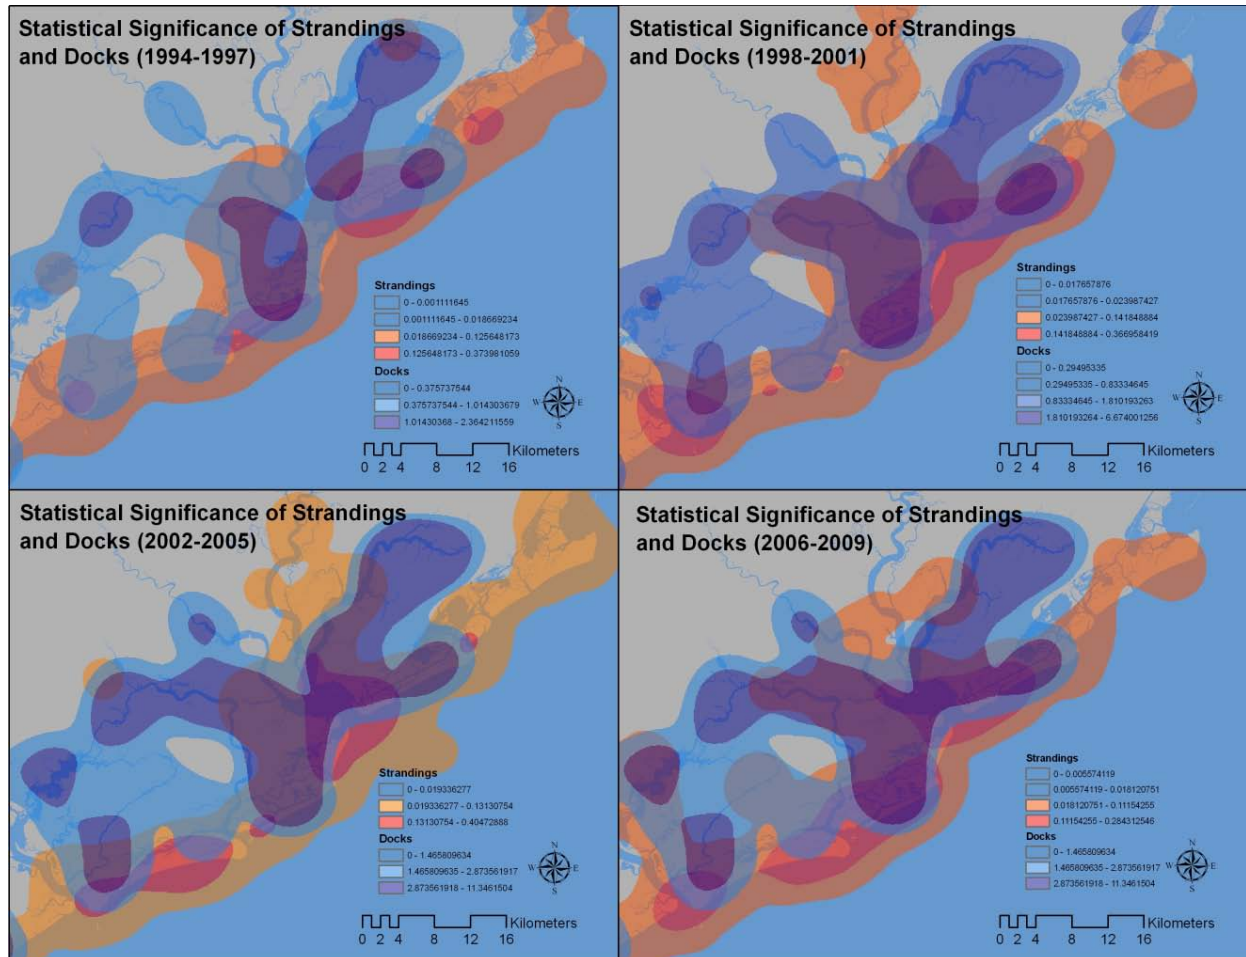 Statistical Significance of Strandings
and Docks (1994-1997)
Strandings
0 - 0.001111645
0.001111645 - 0.018669234
0.018669234 - 0.125648173
0.125648173 - 0.373981059
Docks
0 - 0.375737544
0.375737544 - 1.014303679
1.01430368 - 2.364211559
N
W E
S
Kilometers
0 2 4 8 12 16
Statistical Significance of Strandings
and Docks (1998-2001)
Strandings
0 - 0.017657876
0.017657876 - 0.023987427
0.023987427 - 0.141848884
0.141848884 - 0.366958419
Docks
0 - 0.29495335
0.29495335 - 0.83334645
0.83334645 - 1.810193263
1.810193264 - 6.674001256
N
W E
S
Kilometers
0 2 4 8 12 16
Statistical Significance of Strandings
and Docks (2002-2005)
Strandings
0 - 0.019336277
0.019336277 - 0.13130754
0.13130754 - 0.40472888
Docks
0 - 1.465809634
1.465809635 - 2.873561917
2.873561918 - 11.3461504
N
W E
S
Kilometers
0 2 4 8 12 16
Statistical Significance of Strandings
and Docks (2006-2009)
Strandings
0 - 0.005574119
0.005574119 - 0.018120751
0.018120751 - 0.11154255
0.11154255 - 0.284312546
Docks
0 - 1.465809634
1.465809635 - 2.873561917
2.873561918 - 11.3461504
N
W E
S
Kilometers
0 2 4 8 12 16